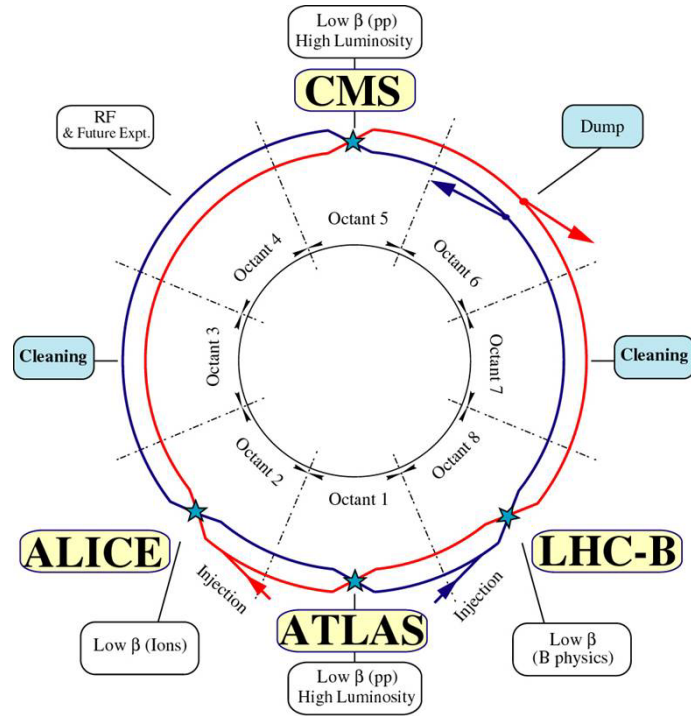 Low β (pp)
High Luminosity
CMS
RF
& Future Expt.
Dump
Octant 5
Octant 4
Octant 6
Octant 3
Octant 7
Cleaning
Cleaning
Octant 2
Octant 8
Octant 1
ALICE
LHC-B
Injection
Injection
ATLAS
Low β (Ions)
Low β
(B physics)
Low β (pp)
High Luminosity